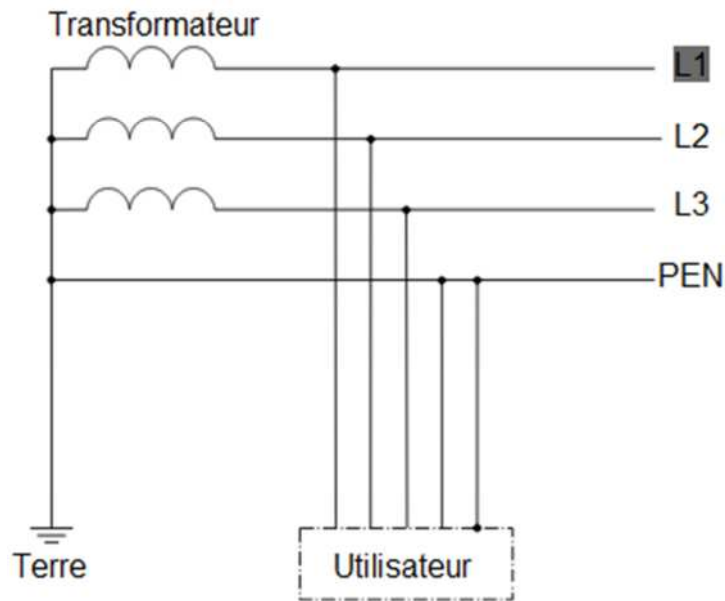 Transformateur
L1
L2
L3
PEN
Terre
Utilisateur